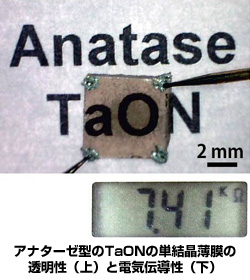 Anatase
TaON
2 mm
7.41 KΩ
アナターゼ型のTaONの単結晶薄膜の
透明性（上）と電気伝導性（下）